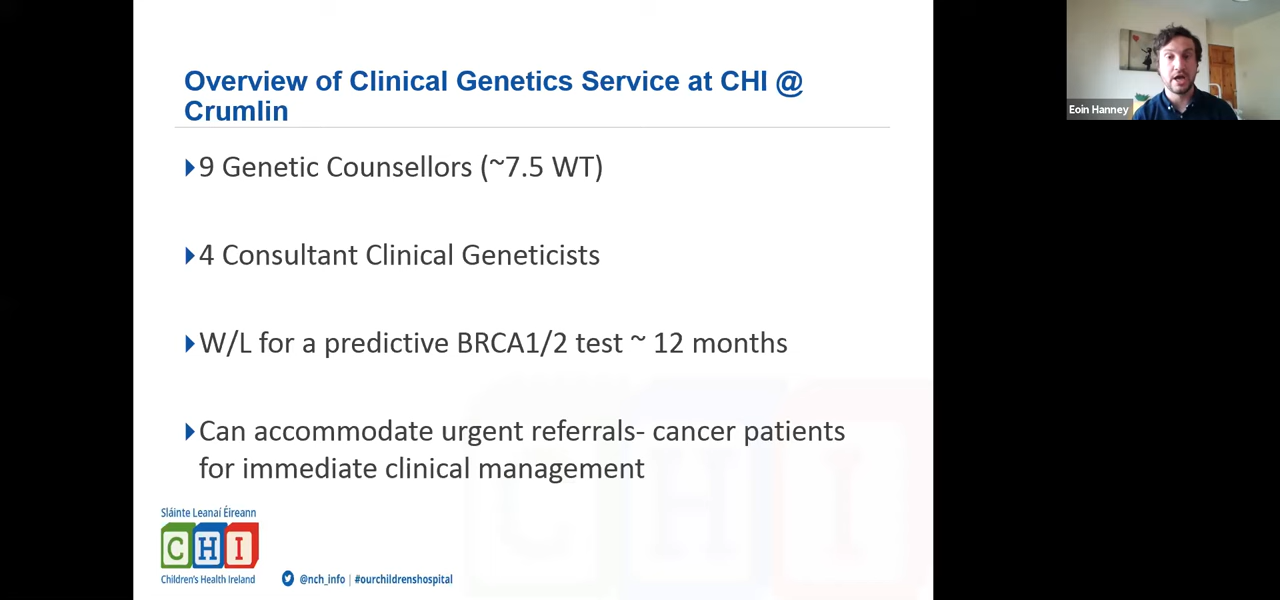 Overview of Clinical Genetics Service at CHI @
Crumlin
9 Genetic Counsellors (~7.5 WT)
4 Consultant Clinical Geneticists
W/L for a predictive BRCA1/2 test ~ 12 months
Can accommodate urgent referrals- cancer patients
for immediate clinical management
Sláinte Leanaí Éireann
CHI
Children's Health Ireland
@nch_info | #ourchildrenshospital
Eoin Hanney